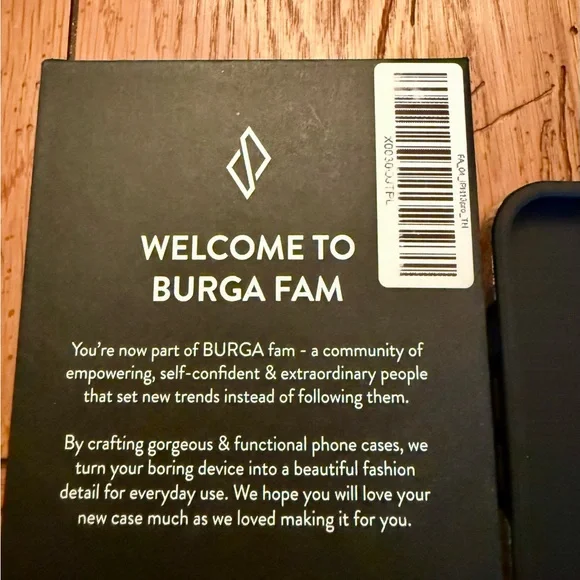 WELCOME TO
BURGA FAM
You're now part of BURGA fam - a community of
empowering, self-confident & extraordinary people
that set new trends instead of following them.
By crafting gorgeous & functional phone cases, we
turn your boring device into a beautiful fashion
detail for everyday use. We hope you will love your
new case much as we loved making it for you.